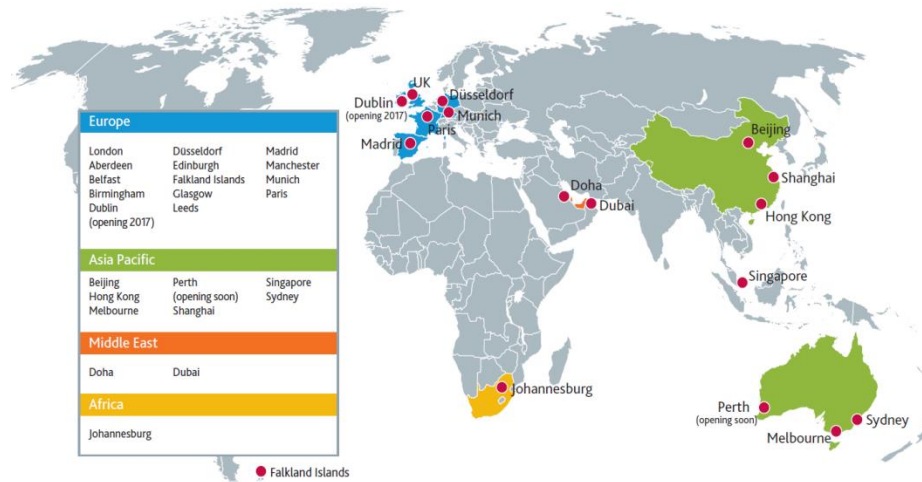 Europe
London Düsseldorf Madrid
Aberdeen Edinburgh Manchester
Belfast Falkland Islands Munich
Birmingham Glasgow Paris
Dublin Leeds
(opening 2017)
Asia Pacific
Beijing Perth Singapore
Hong Kong (opening soon) Sydney
Melbourne Shanghai
Middle East
Doha Dubai
Africa
Johannesburg
UK
Dublin
(opening 2017)
Düsseldorf
Munich
Paris
Madrid
Doha
Dubai
Beijing
Shanghai
Hong Kong
Singapore
Johannesburg
Perth
(opening soon)
Sydney
Melbourne
Falkland Islands